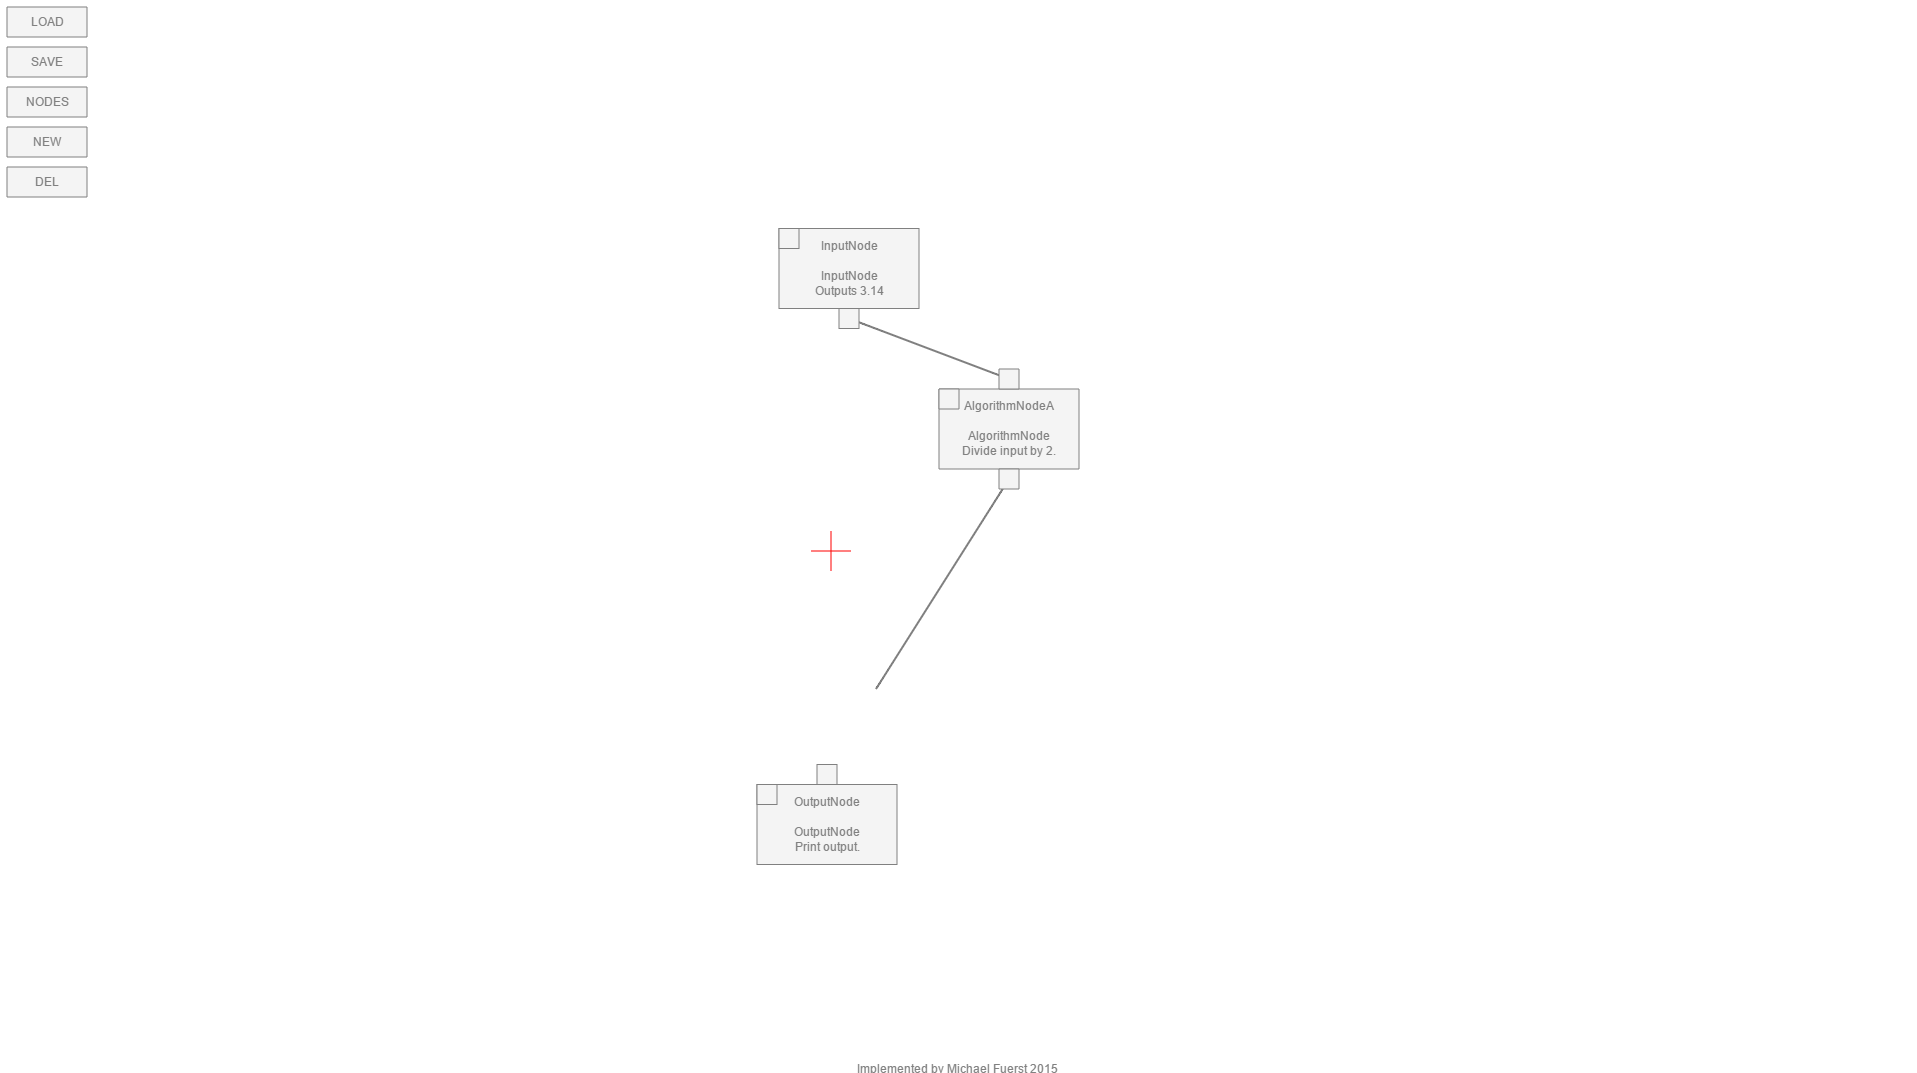 LOAD
SAVE
NODES
NEW
DEL
InputNode
InputNode
Outputs 3.14
AlgorithmNodeA
AlgorithmNode
Divide input by 2.
OutputNode
OutputNode
Print output.
Implemented by Michael Fuerst 2015